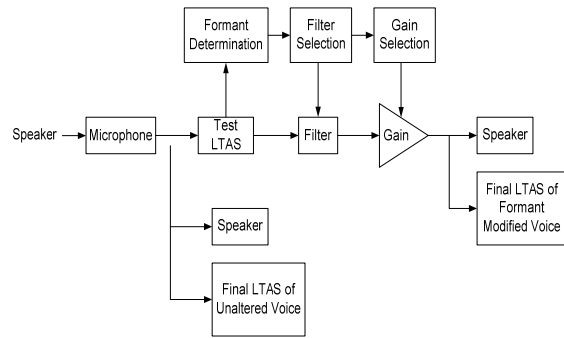 Formant
Determination
Filter
Selection
Gain
Selection
Speaker
Microphone
Test
LTAS
Filter
Gain
Speaker
Final LTAS of
Formant
Modified Voice
Speaker
Final LTAS of
Unaltered Voice